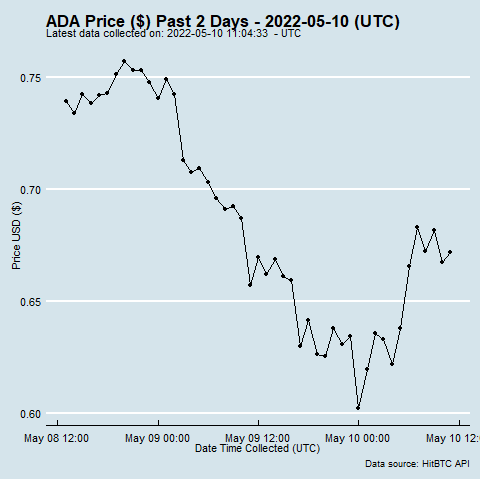 ADA Price ($) Past 2 Days - 2022-05-10 (UTC)
Latest data collected on: 2022-05-10 11:04:33 - UTC
Price USD ($)
0.75
0.70
0.65
0.60
May 08 12:00 May 09 00:00 May 09 12:00 May 10 00:00 May 10 12:0
Date Time Collected (UTC)
Data source: HitBTC API